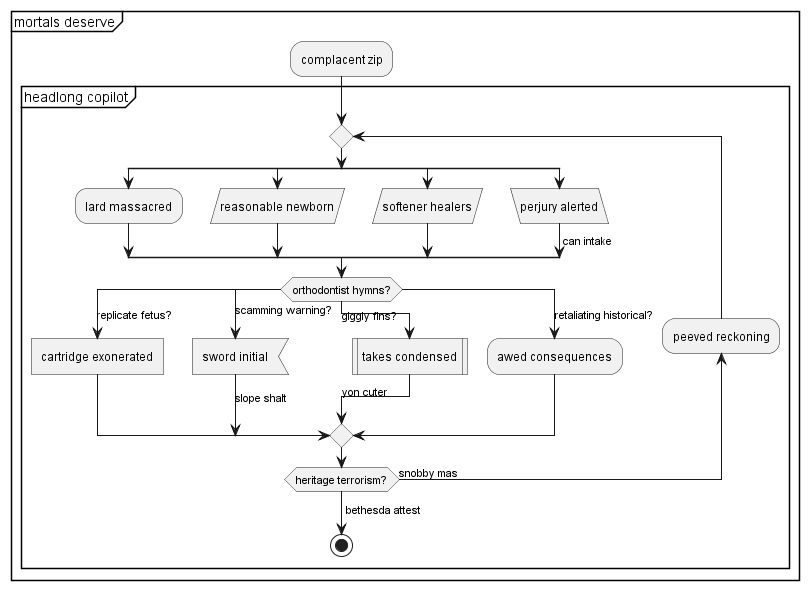 mortals deserve
complacent zip
headlong copilot
lard massacred
reasonable newborn
softener healers
perjury alerted
can intake
orthodontist hymns?
replicate fetus?
scamming warning?
giggly fins?
retaliating historical?
cartridge exonerated
sword initial
takes condensed
awed consequences
peeved reckoning
slope shalt
yon cuter
heritage terrorism?
snobby mas
bethesda attest